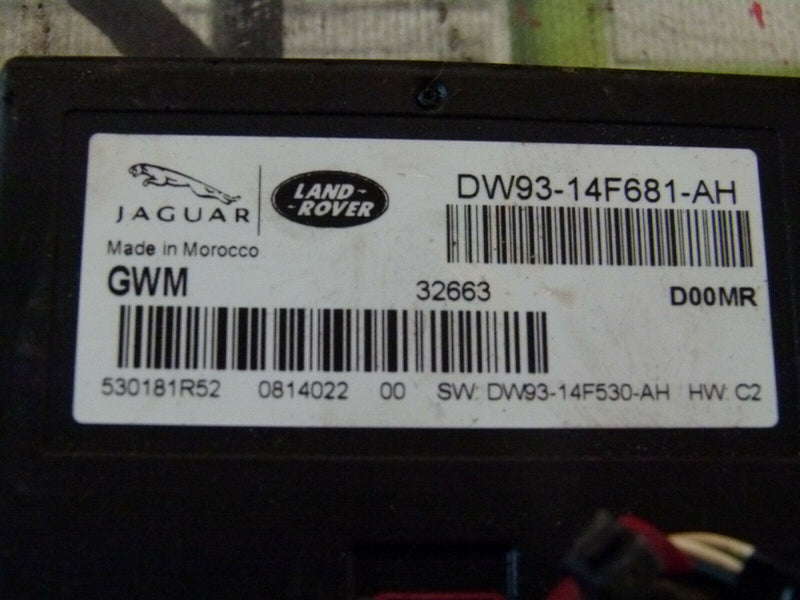 JAGUAR
LAND-
-ROVER
DW93-14F681-AH
Made in Morocco
GWM 32663 D00MR
530181R52 0814022 00 SW: DW93-14F530-AH HW: C2